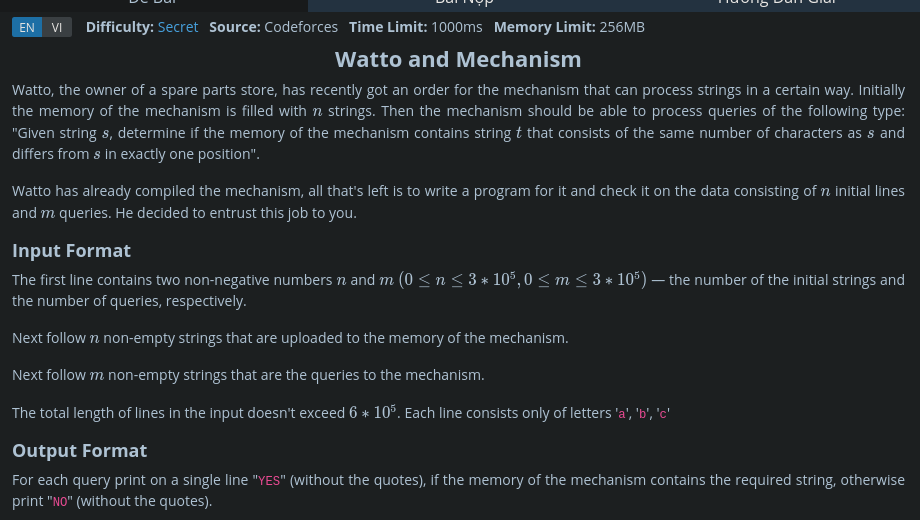 EN VI Difficulty: Secret Source: Codeforces Time Limit: 1000ms Memory Limit: 256MB
Watto and Mechanism
Watto, the owner of a spare parts store, has recently got an order for the mechanism that can process strings in a certain way. Initially
the memory of the mechanism is filled with n strings. Then the mechanism should be able to process queries of the following type:
"Given string s, determine if the memory of the mechanism contains string t that consists of the same number of characters as s and
differs from s in exactly one position".
Watto has already compiled the mechanism, all that's left is to write a program for it and check it on the data consisting of n initial lines
and m queries. He decided to entrust this job to you.
Input Format
The first line contains two non-negative numbers n and m (0 ≤ n ≤ 3 * 10⁵, 0 ≤ m ≤ 3 * 10⁵) — the number of the initial strings and
the number of queries, respectively.
Next follow n non-empty strings that are uploaded to the memory of the mechanism.
Next follow m non-empty strings that are the queries to the mechanism.
The total length of lines in the input doesn't exceed 6 * 10⁵. Each line consists only of letters 'a', 'b', 'c'
Output Format
For each query print on a single line "YES" (without the quotes), if the memory of the mechanism contains the required string, otherwise
print "NO" (without the quotes).